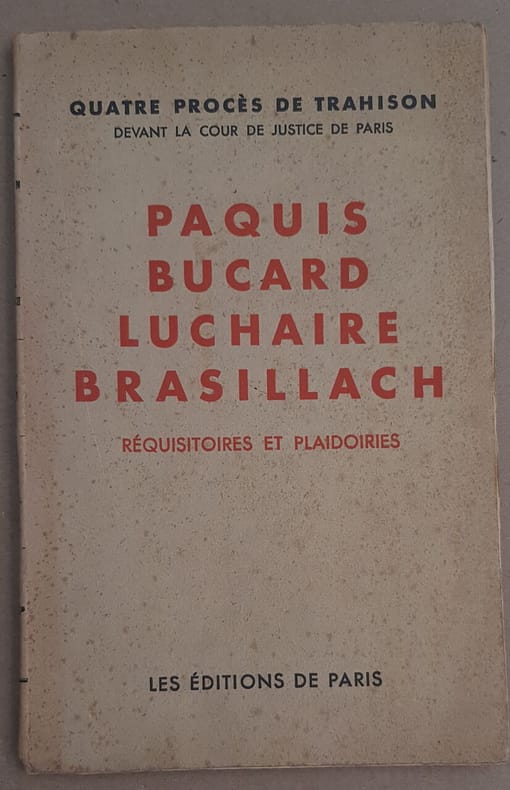 QUATRE PROCÈS DE TRAHISON
DEVANT LA COUR DE JUSTICE DE PARIS
PAQUIS
BUCARD
LUCHAIRE
BRASILLACH
RÉQUISITOIRES ET PLAIDOIRIES
LES ÉDITIONS DE PARIS